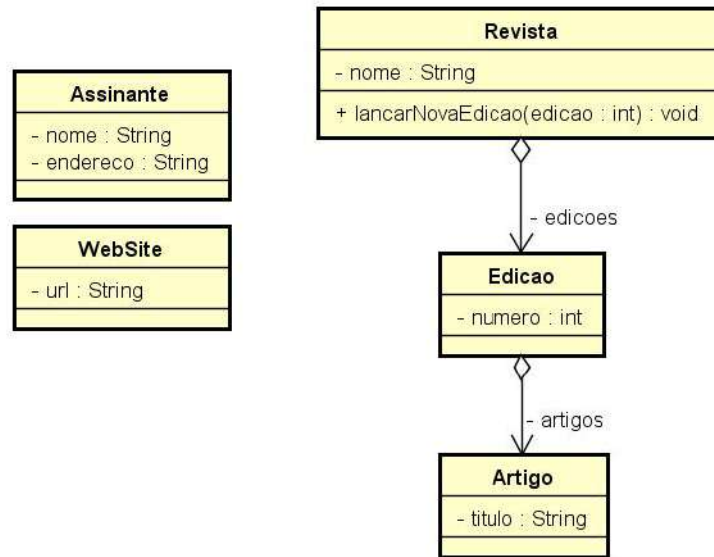 Assinante
- nome : String
- endereco : String
WebSite
- url : String
Revista
- nome : String
+ lancarNovaEdicao(edicao : int) : void
- edicoes
Edicao
- numero : int
- artigos
Artigo
- titulo : String